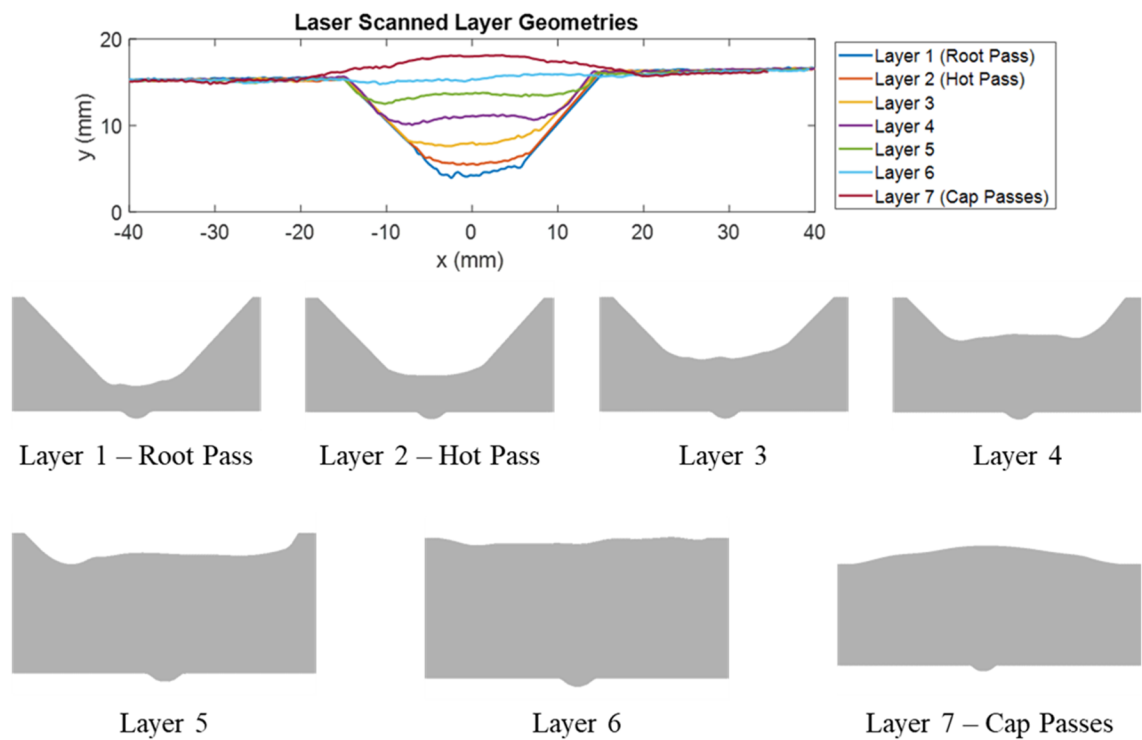 Laser Scanned Layer Geometries
20
10
0
y (mm)
-40 -30 -20 -10 0 10 20 30 40
x (mm)
Layer 1 (Root Pass)
Layer 2 (Hot Pass)
Layer 3
Layer 4
Layer 5
Layer 6
Layer 7 (Cap Passes)
Layer 1 – Root Pass
Layer 2 – Hot Pass
Layer 3
Layer 4
Layer 5
Layer 6
Layer 7 – Cap Passes